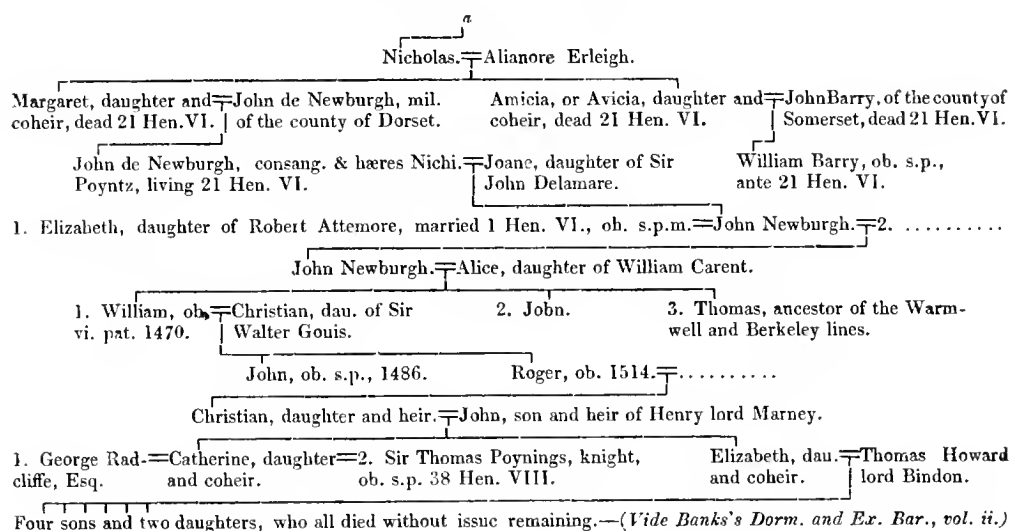 a
Nicholas.=Alianore Erleigh.
Margaret, daughter and=John de Newburgh, mil. Amicia, or Avicia, daughter and=John Barry, of the county of
coheir, dead 21 Hen. VI. of the county of Dorset. coheir, dead 21 Hen. VI. Somerset, dead 21 Hen. VI.
John de Newburgh, consang. & hæres Nichi.=Joane, daughter of Sir William Barry, ob. s.p.,
Poyntz, living 21 Hen. VI. John Delamare. ante 21 Hen. VI.
1. Elizabeth, daughter of Robert Attemore, married 1 Hen. VI., ob. s.p.m.=John Newburgh.=2. ..........
John Newburgh.=Alice, daughter of William Carent.
1. William, ob.=Christian, dau. of Sir 2. John. 3. Thomas, ancestor of the Warm-
vi. pat. 1470. Walter Gouis. well and Berkeley lines.
John, ob. s.p., 1486. Roger, ob. 1514.=..........
Christian, daughter and heir.=John, son and heir of Henry lord Marney.
1. George Rad-=Catherine, daughter=2. Sir Thomas Poynings, knight, Elizabeth, dau.=Thomas Howard
cliffe, Esq. and coheir. ob. s.p. 38 Hen. VIII. and coheir. lord Bindon.
Four sons and two daughters, who all died without issue remaining.—(Vide Banks's Dorm. and Ex. Bar., vol. ii.)